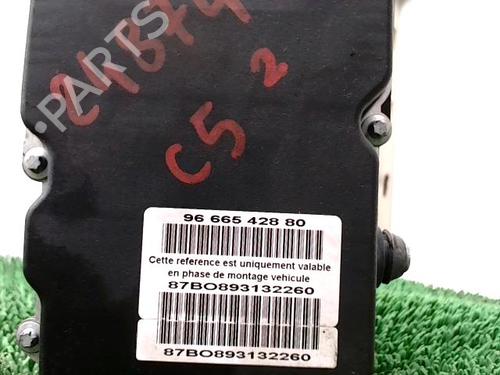 PARTS
C5 2
96 665 428 80
Cette reference est uniquement valable
en phase de montage vehicule
87BO893132260
87BO893132260